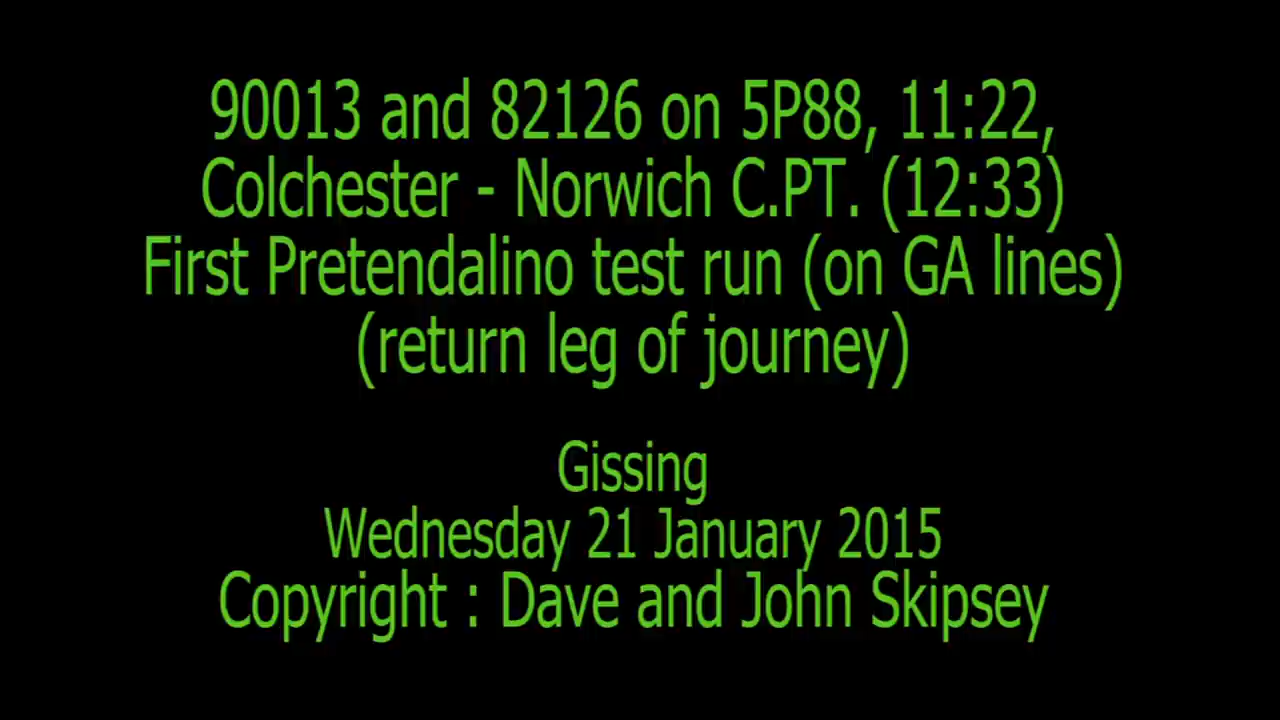 90013 and 82126 on 5P88, 11:22,
Colchester - Norwich C.PT. (12:33)
First Pretendalino test run (on GA lines)
(return leg of journey)
Gissing
Wednesday 21 January 2015
Copyright : Dave and John Skipsey